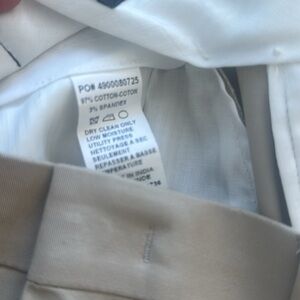 PO# 4900080725
97% COTTON-COTON
3% SPANDEX
DRY CLEAN ONLY
LOW MOISTURE
UTILITY PRESS
NETTOYAGE A SEC
SEULEMENT
REPASSER A BASSE
TEMPERATURE
IN INDIA